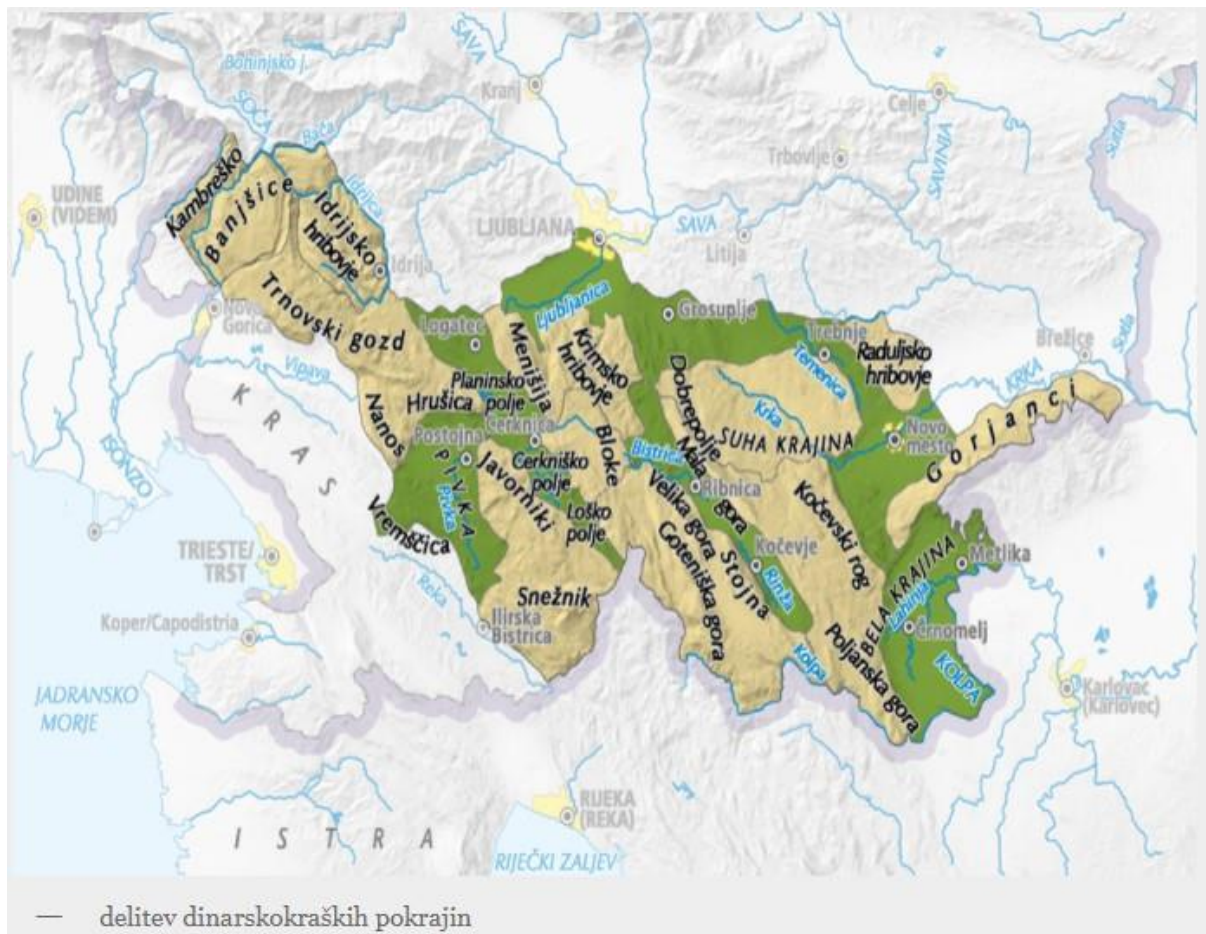 Bohinjsko j.
SAVA
Kranj
Celje
SOČA
Bača
Trbovlje
SAVINJA
Sotla
Kambreško
Banjšice
Idrijsko
hribovje
Idrijca
UDINE
(VIDEM)
LJUBLJANA
SAVA
Litija
Idrija
Trnovski gozd
Nova
Gorica
Ljubljanica
Grosuplje
Logatec
Trebnje
Brežice
Sotla
Menišija
Krimsko
hribovje
Temenica
Raduljsko
hribovje
Vipava
Planinsko
polje
Hrušica
Dobrepolje
Krka
KRKA
KRAS
Nanos
Cerknica
Postojna
Bloke
Bistrica
Mala
gora
SUHA KRAJINA
Novo
mesto
Gorjanci
ISONZO
PIVKA
Pivka
Javorniki
Cerkniško
polje
Velika gora
Ribnica
Kočevski rog
Vremščica
Loško
polje
Goteniška gora
Stojna
Kočevje
Metlika
TRIESTE/
TRST
Reka
Snežnik
Rinža
BELA KRAJINA
Lahinja
Koper/Capodistria
Ilirska
Bistrica
Črnomelj
Kolpa
Poljanska gora
KOLPA
JADRANSKO
MORJE
Karlovac
(Karlovec)
RIJEKA
(REKA)
ISTRA
RIJEČKI ZALJEV
— delitev dinarskokraških pokrajin